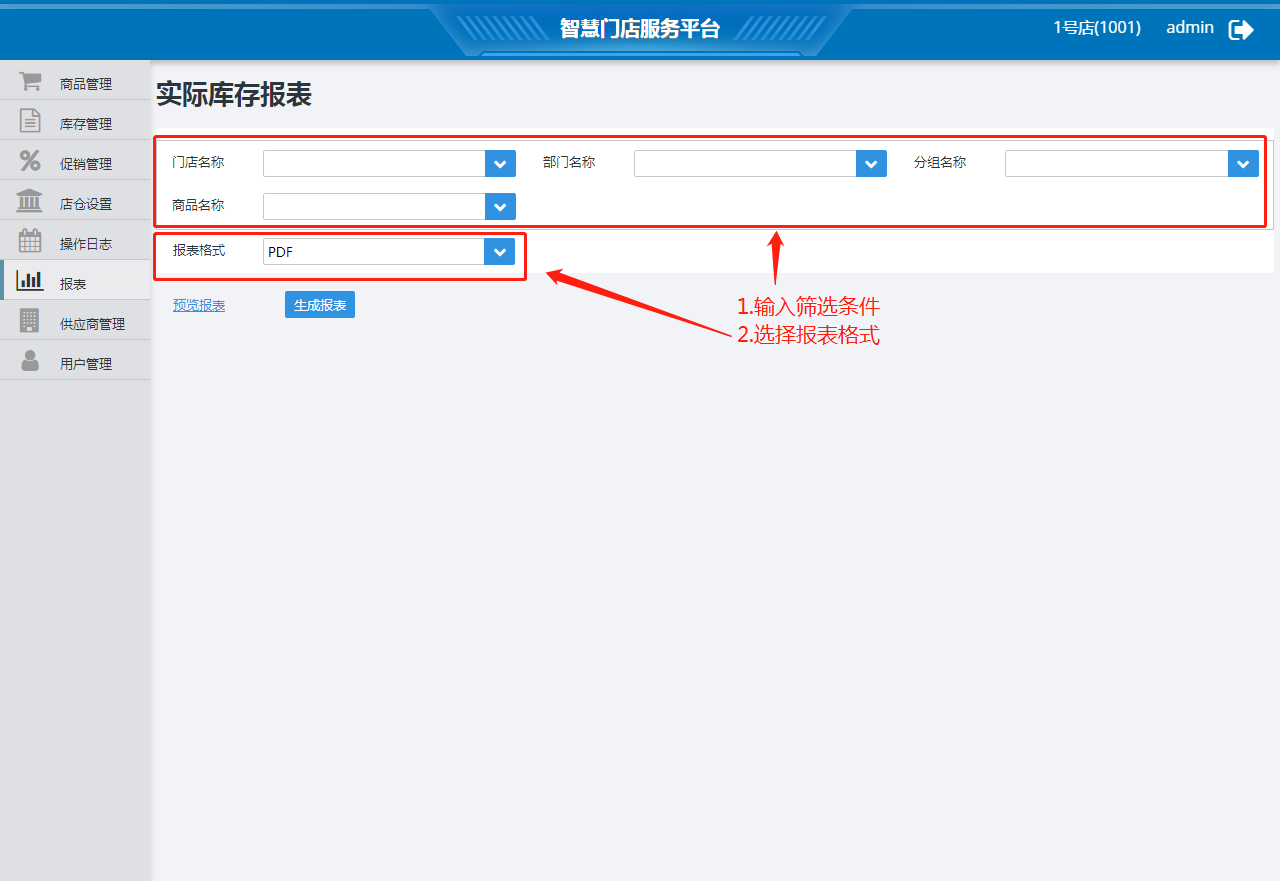 智慧门店服务平台
1号店(1001) admin
商品管理
库存管理
促销管理
店仓设置
操作日志
报表
供应商管理
用户管理
实际库存报表
门店名称 部门名称 分组名称
商品名称
报表格式 PDF
预览报表 生成报表
1.输入筛选条件
2.选择报表格式